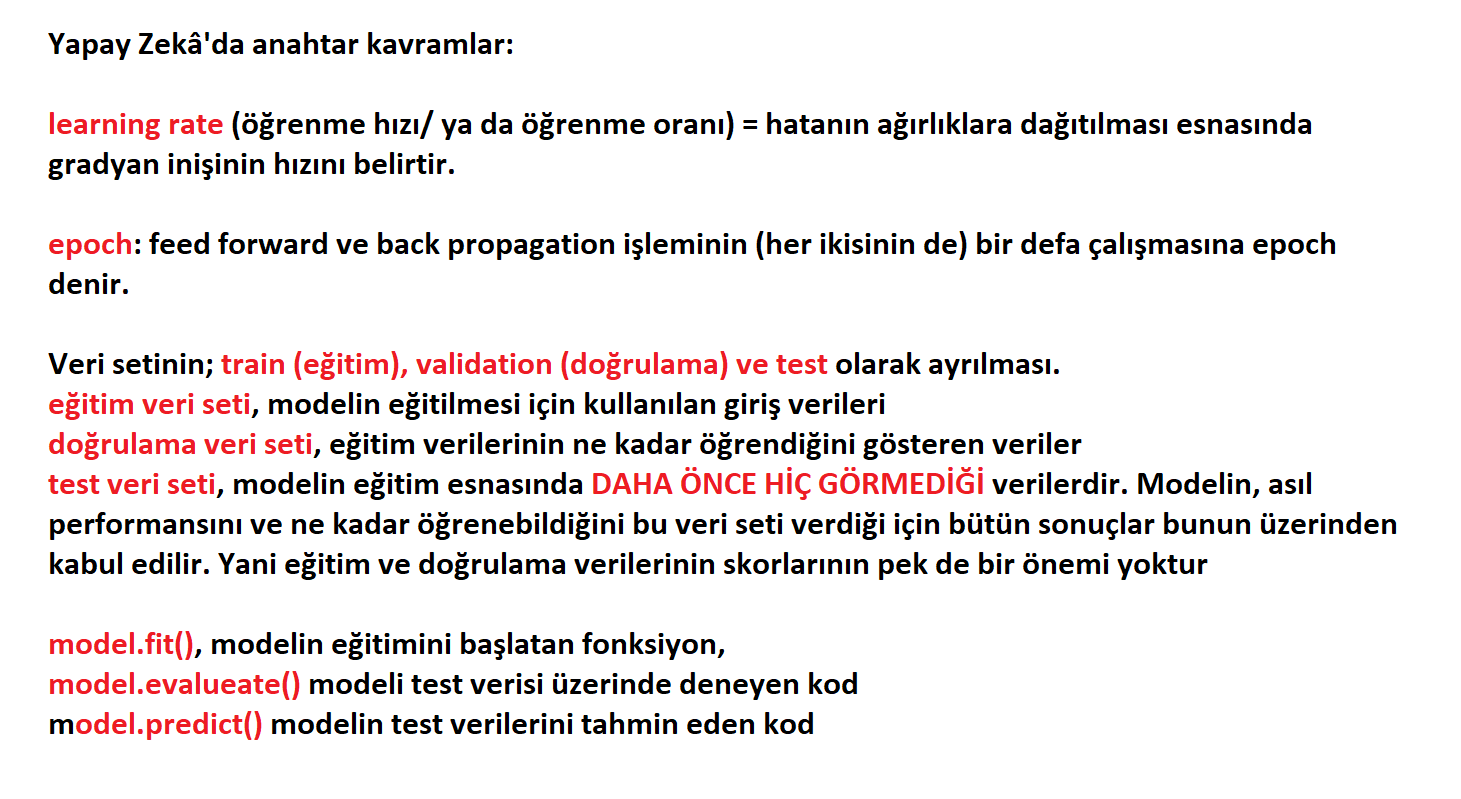 Yapay Zekâ'da anahtar kavramlar:
learning rate (öğrenme hızı/ ya da öğrenme oranı) = hatanın ağırlıklara dağıtılması esnasında
gradyan inişinin hızını belirtir.
epoch: feed forward ve back propagation işleminin (her ikisinin de) bir defa çalışmasına epoch
denir.
Veri setinin; train (eğitim), validation (doğrulama) ve test olarak ayrılması.
eğitim veri seti, modelin eğitilmesi için kullanılan giriş verileri
doğrulama veri seti, eğitim verilerinin ne kadar öğrendiğini gösteren veriler
test veri seti, modelin eğitim esnasında DAHA ÖNCE HİÇ GÖRMEDİĞİ verilerdir. Modelin, asıl
performansını ve ne kadar öğrenebildiğini bu veri seti verdiği için bütün sonuçlar bunun üzerinden
kabul edilir. Yani eğitim ve doğrulama verilerinin skorlarının pek de bir önemi yoktur
model.fit(), modelin eğitimini başlatan fonksiyon,
model.evalueate() modeli test verisi üzerinde deneyen kod
model.predict() modelin test verilerini tahmin eden kod